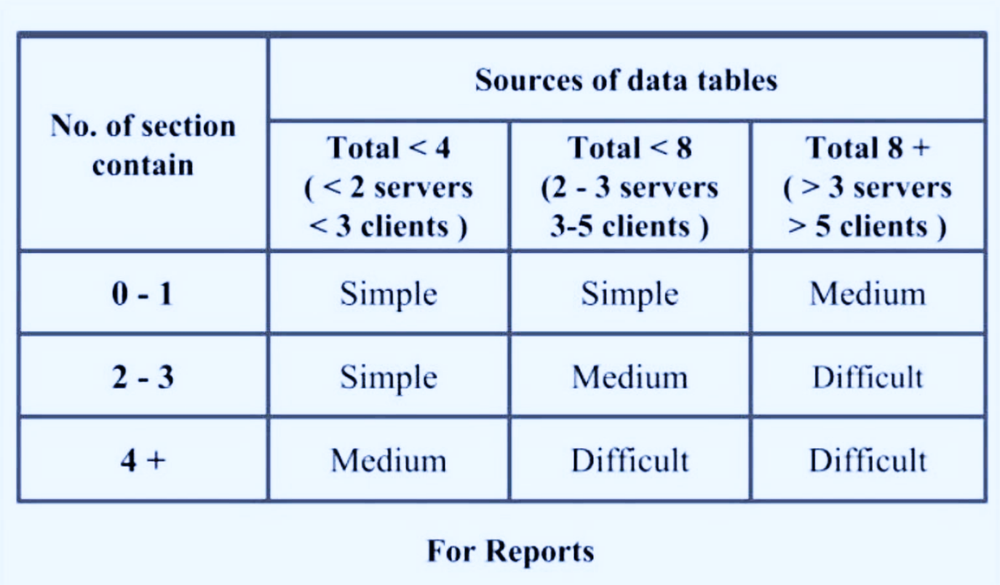 No. of section
contain
Sources of data tables
Total < 4
( < 2 servers
< 3 clients )
Total < 8
(2 - 3 servers
3-5 clients )
Total 8 +
( > 3 servers
> 5 clients )
0 - 1
Simple
Simple
Medium
2 - 3
Simple
Medium
Difficult
4 +
Medium
Difficult
Difficult
For Reports